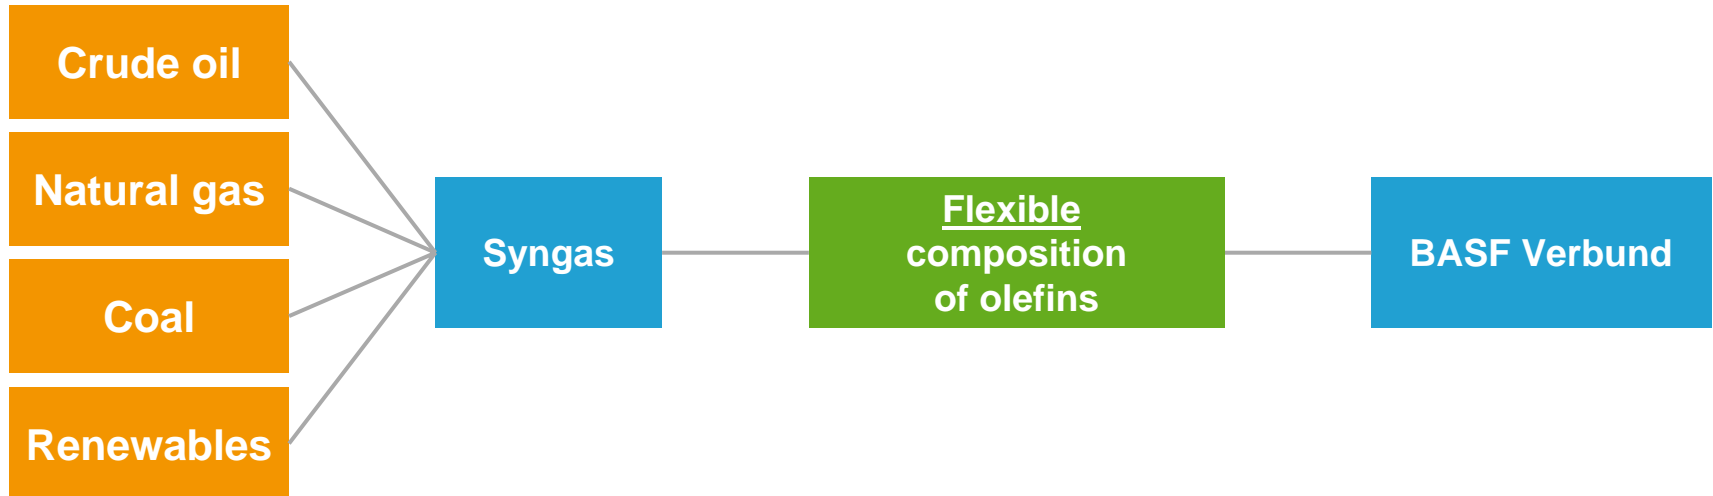 Crude oil
Natural gas
Coal
Renewables
Syngas
Flexible
composition
of olefins
BASF Verbund